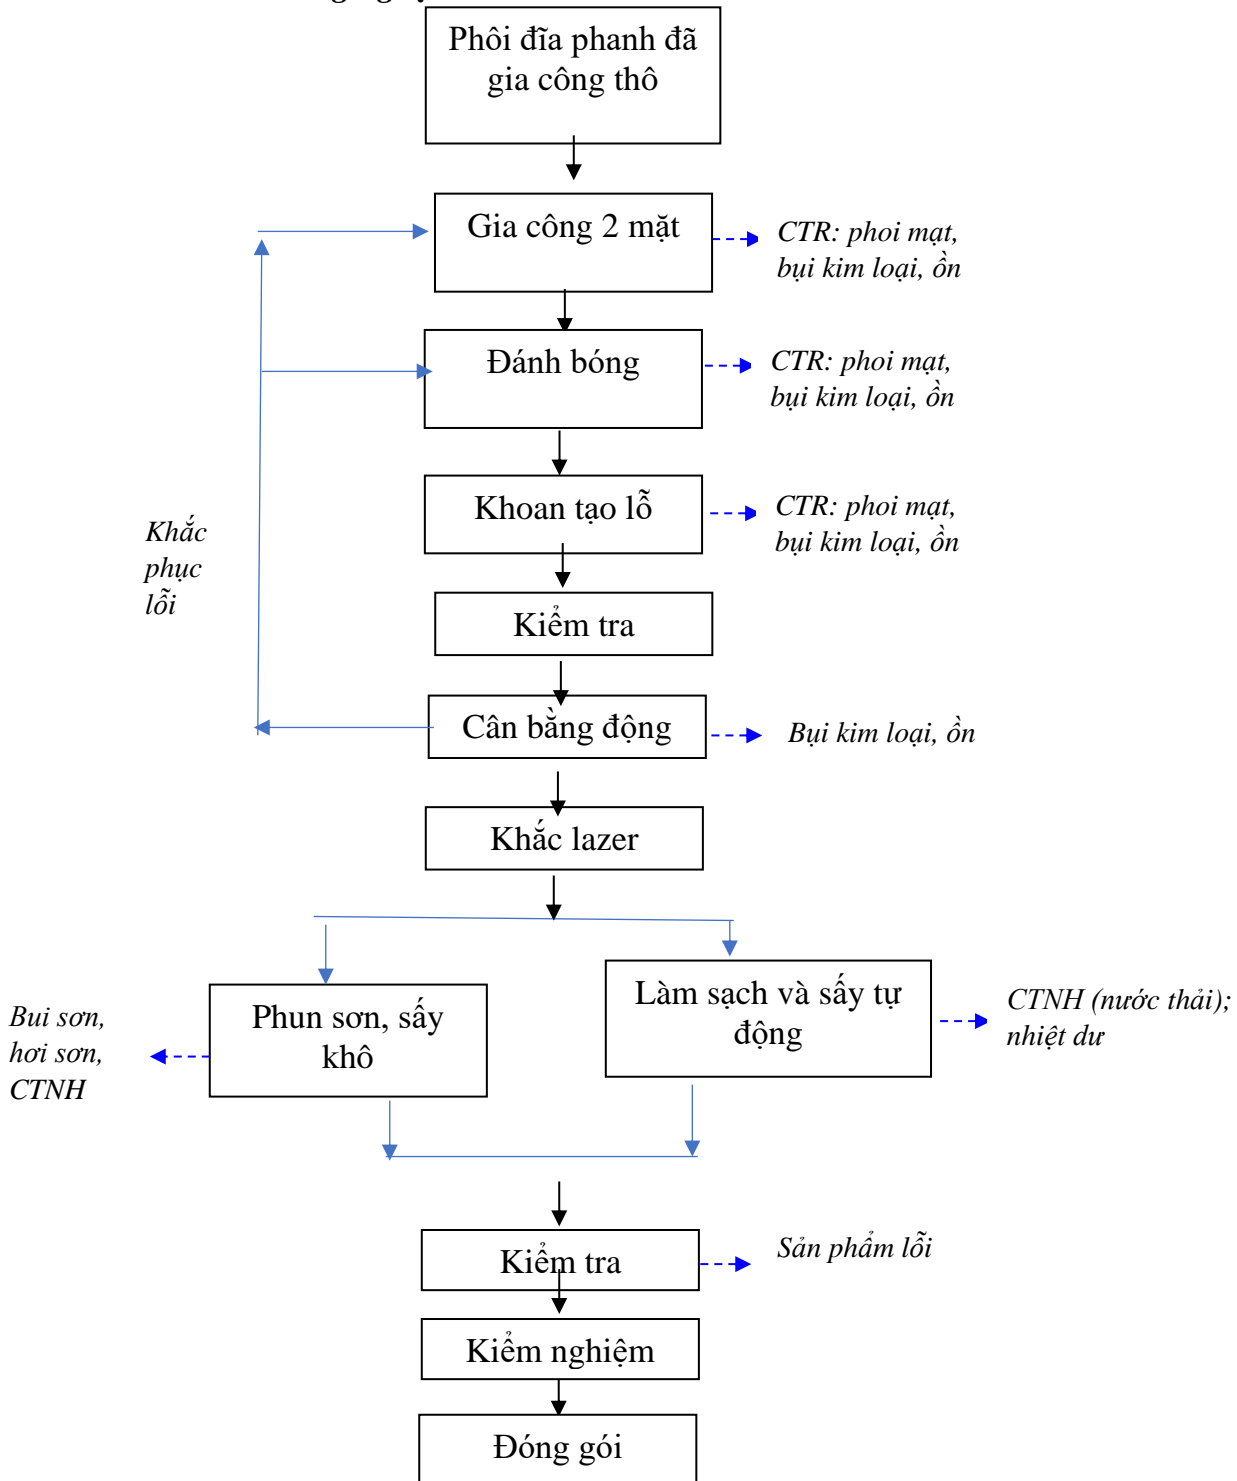 Phôi đĩa phanh đã
gia công thô
Gia công 2 mặt
CTR: phoi mạt,
bụi kim loại, ồn
Đánh bóng
CTR: phoi mạt,
bụi kim loại, ồn
Khoan tạo lỗ
CTR: phoi mạt,
bụi kim loại, ồn
Khắc
phục
lỗi
Kiểm tra
Cân bằng động
Bụi kim loại, ồn
Khắc lazer
Phun sơn, sấy
khô
Bui sơn,
hơi sơn,
CTNH
Làm sạch và sấy tự
động
CTNH (nước thải);
nhiệt dư
Kiểm tra
Sản phẩm lỗi
Kiểm nghiệm
Đóng gói